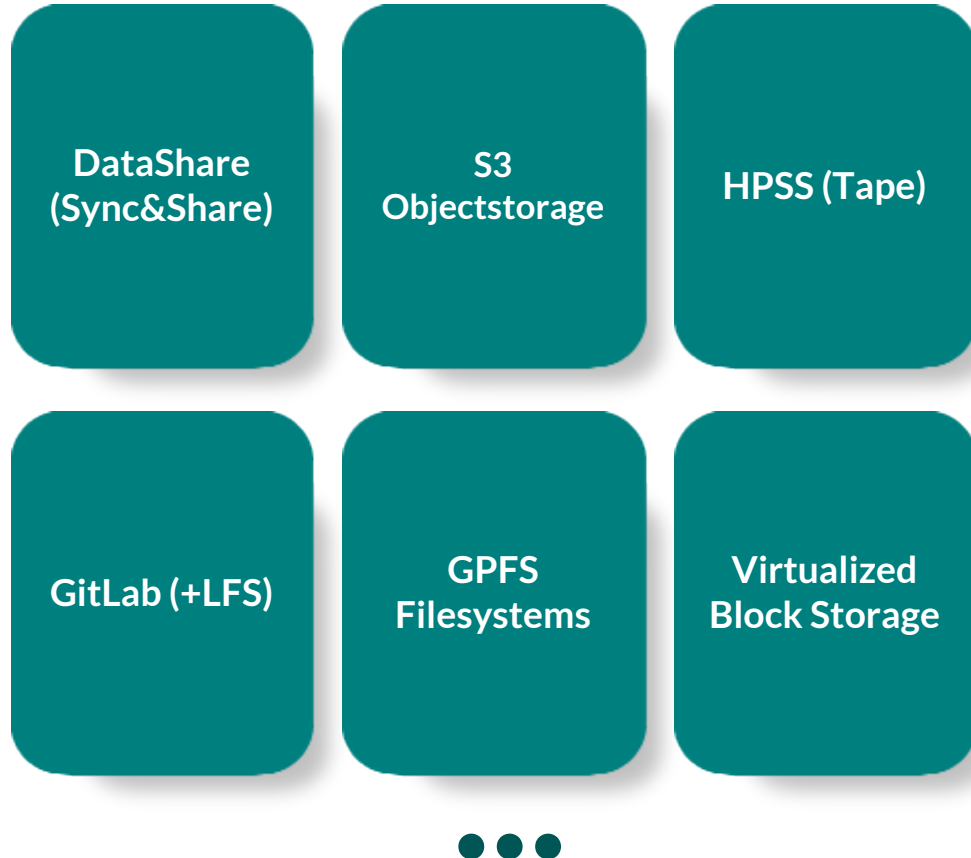 DataShare
(Sync&Share)
S3
Objectstorage
HPSS (Tape)
GitLab (+LFS)
GPFS
Filesystems
Virtualized
Block Storage